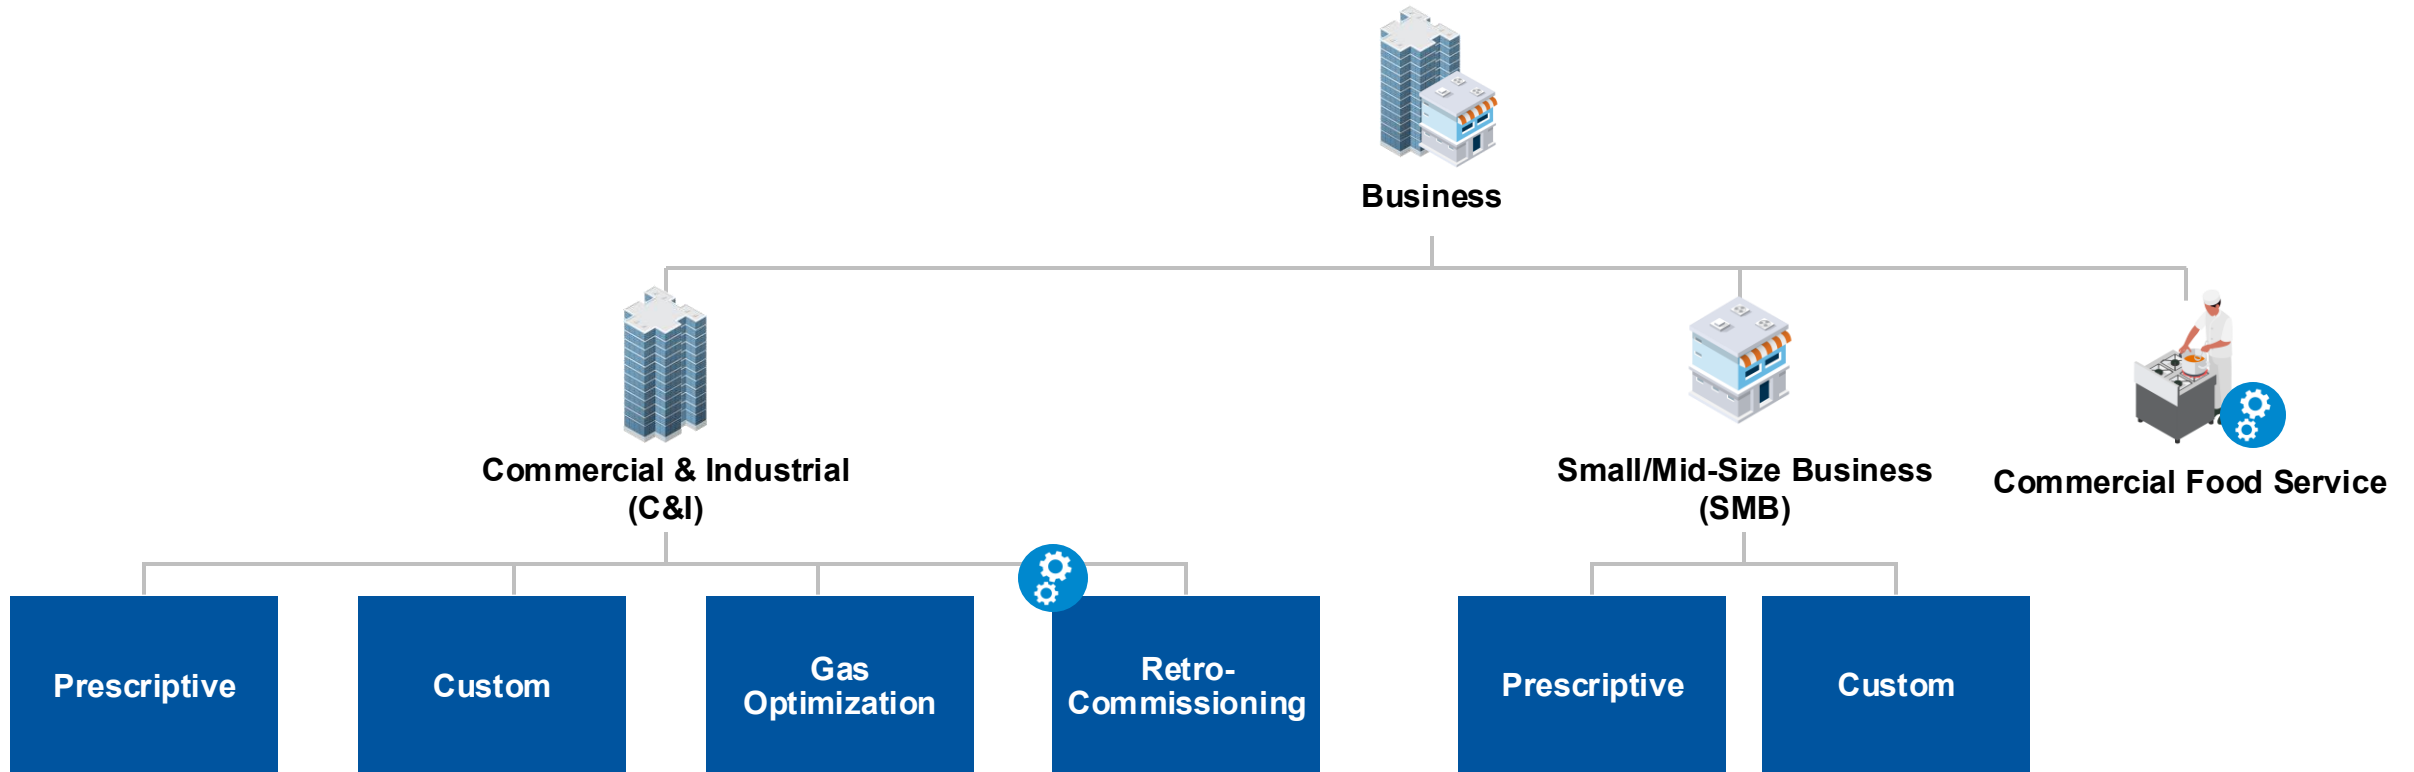 Business
Commercial & Industrial
(C&I)
Small/Mid-Size Business
(SMB)
Commercial Food Service
Prescriptive
Custom
Gas
Optimization
Retro-
Commissioning
Prescriptive
Custom